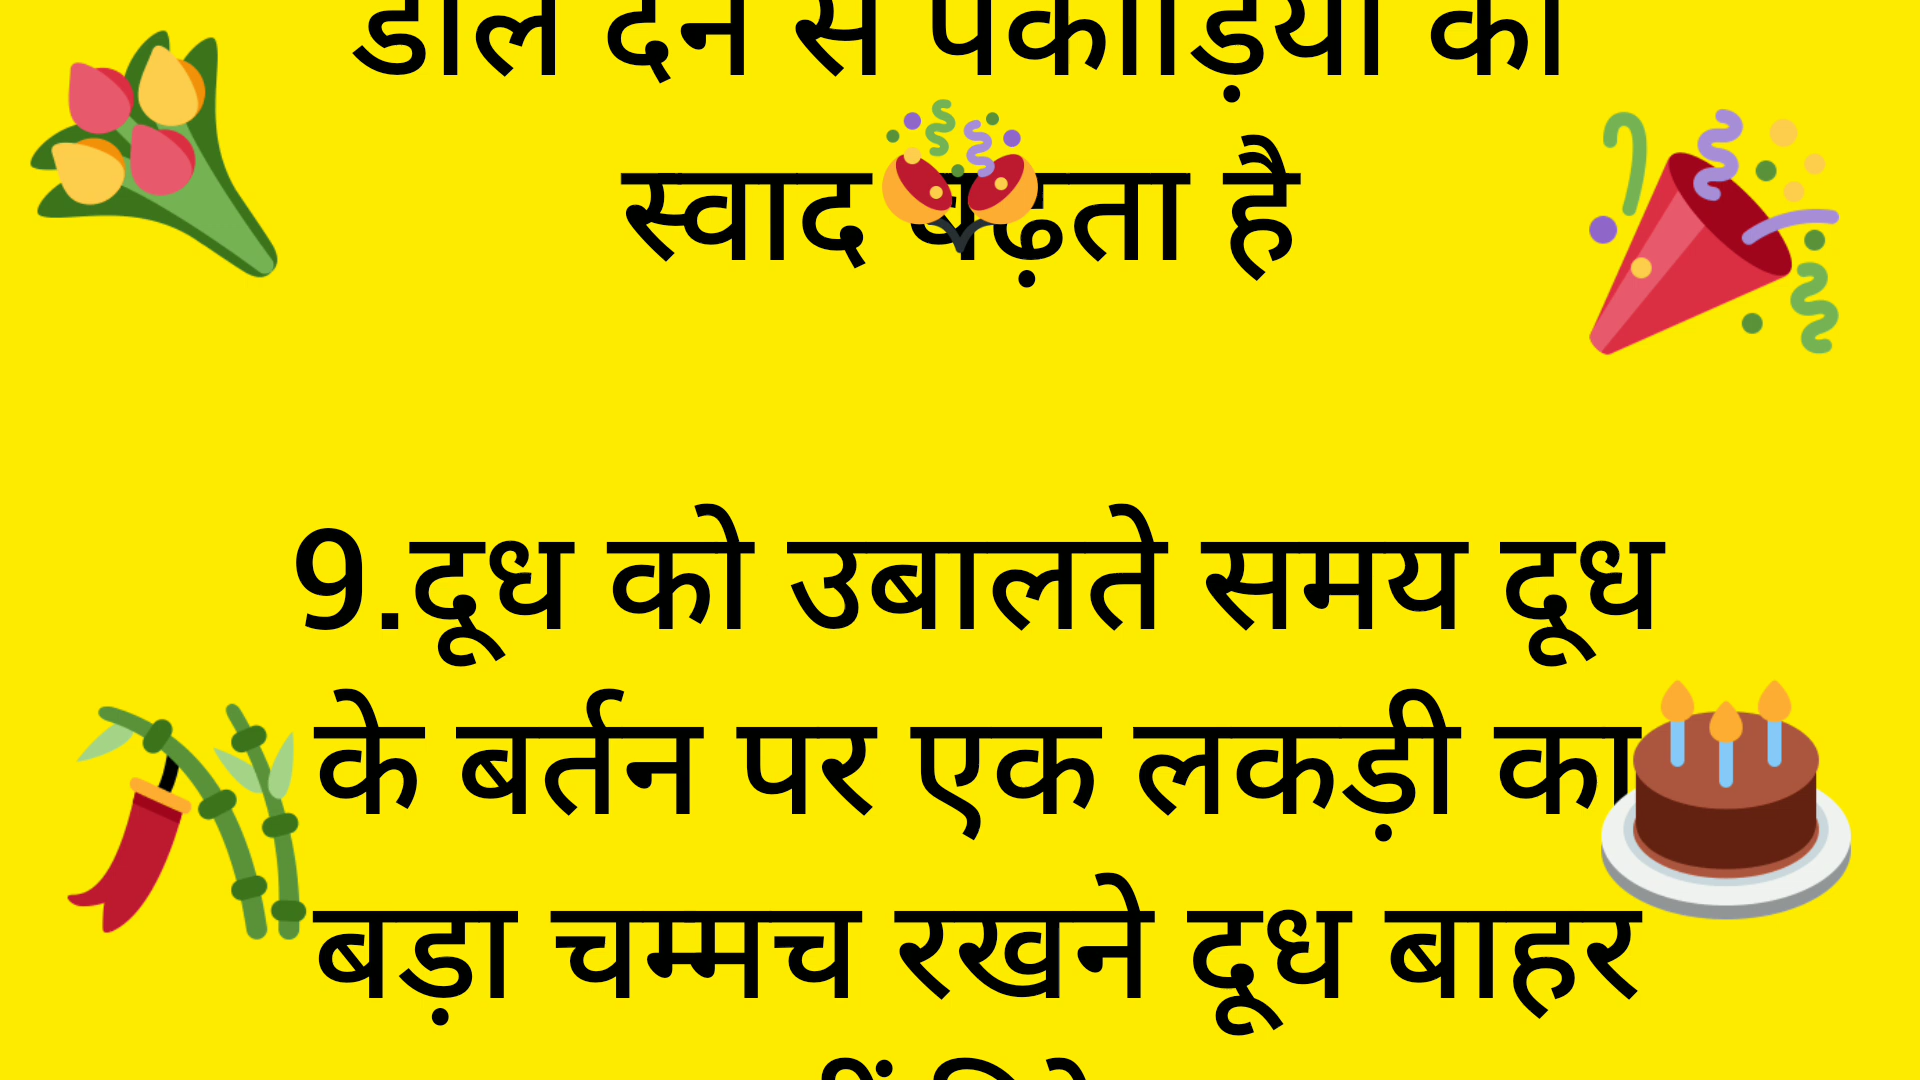 डाल देने से पकौड़ियों का
स्वाद बढ़ता है
9.दूध को उबालते समय दूध
के बर्तन पर एक लकड़ी का
बड़ा चम्मच रखने दूध बाहर